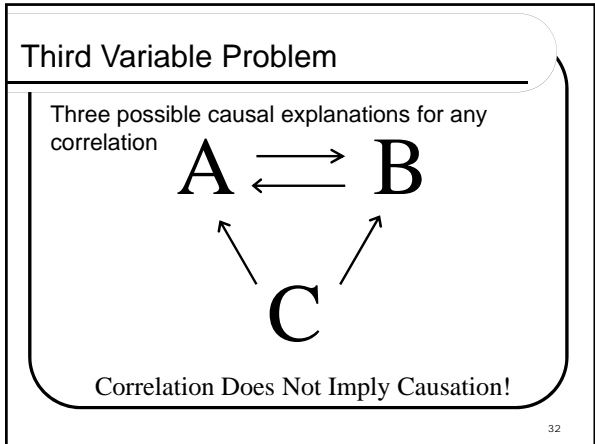 Third Variable Problem
Three possible causal explanations for any
correlation
A B
C
Correlation Does Not Imply Causation!
32